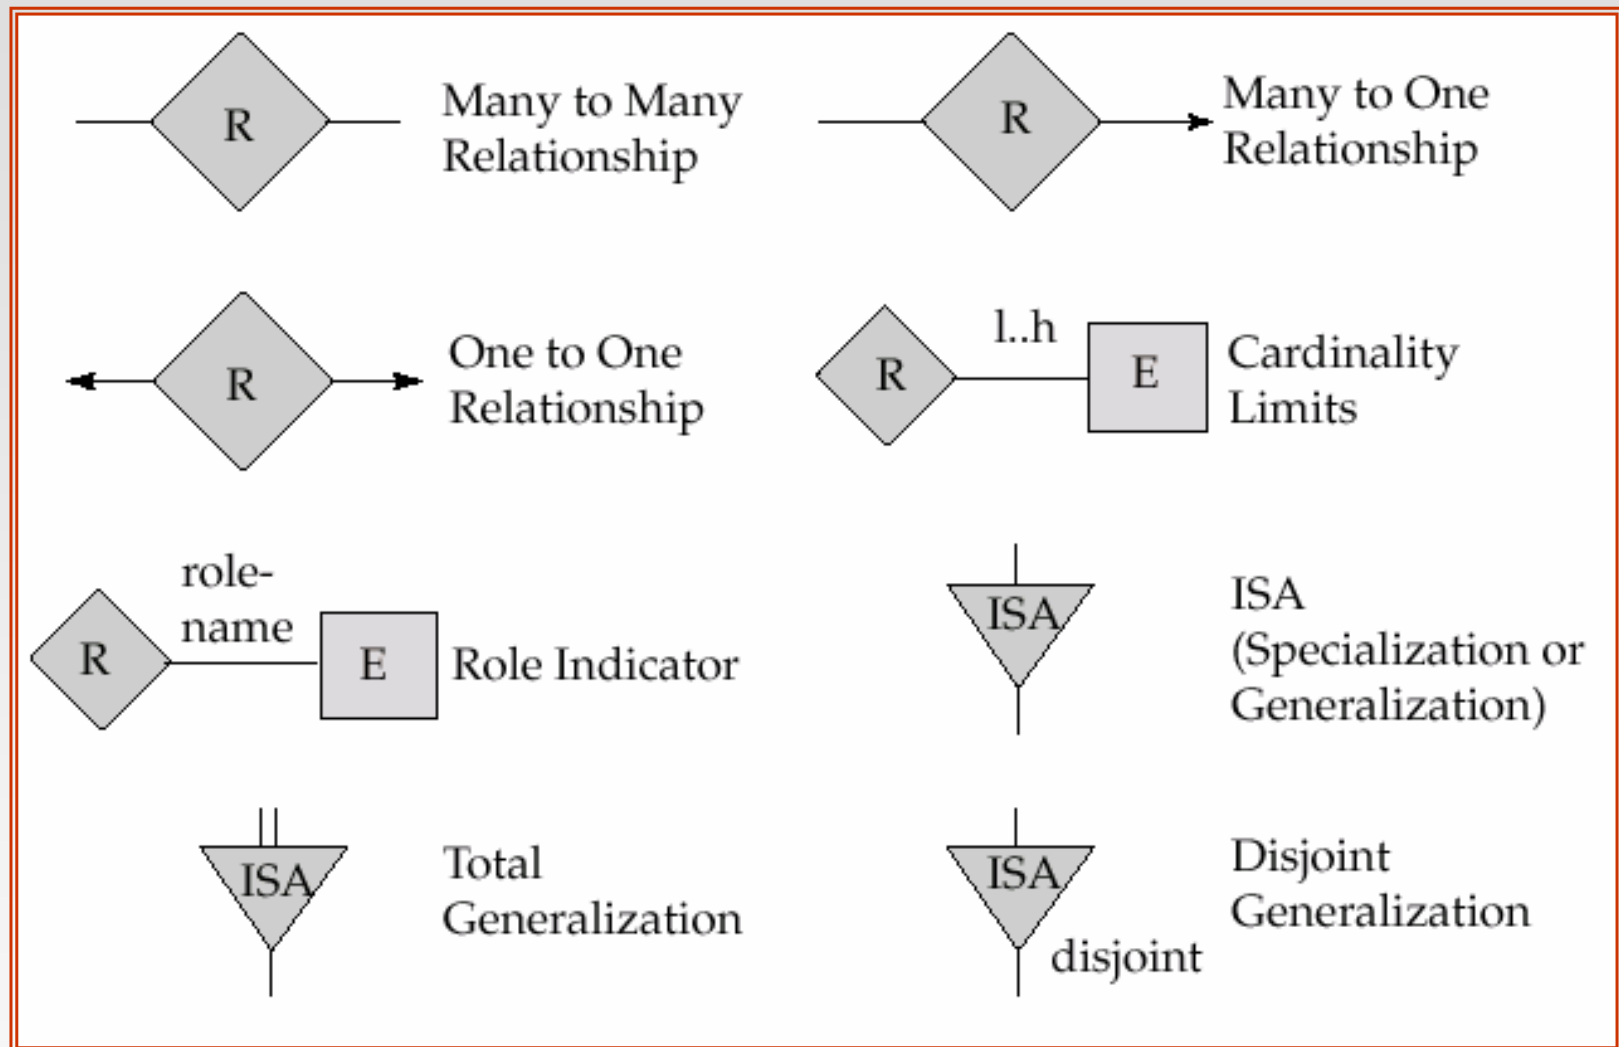 R
Many to Many
Relationship
R
Many to One
Relationship
R
One to One
Relationship
R
l..h
E
Cardinality
Limits
R
role-
name
E
Role Indicator
ISA
ISA
(Specialization or
Generalization)
ISA
Total
Generalization
ISA
disjoint
Disjoint
Generalization